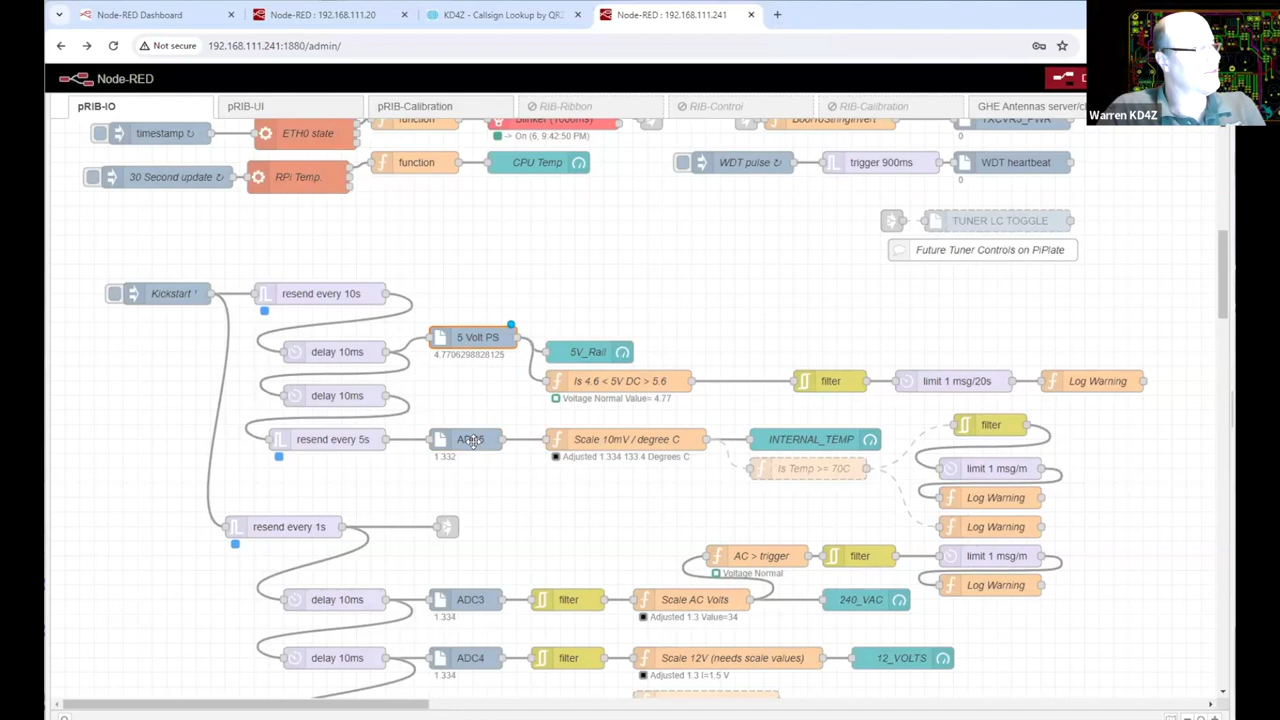 Node-RED Dashboard
Node-RED : 192.168.111.20
KD4Z - Callsign Lookup by QRZ
Node-RED : 192.168.111.241
Not secure
192.168.111.241:1880/admin/
Node-RED
Warren KD4Z
pRIB-IO
pRIB-UI
pRIB-Calibration
RIB-Ribbon
RIB-Control
RIB-Calibration
GHE Antennas server/cl
timestamp ↻
ETH0 state
function
Blinker (1000ms)
-> On (6, 9:42:50 PM)
BoolToStringInvert
TXCVR3_PWR
0
30 Second update ↻
RPi Temp.
function
CPU Temp
WDT pulse ↻
trigger 900ms
WDT heartbeat
0
TUNER LC TOGGLE
Future Tuner Controls on PiPlate
Kickstart ¹
resend every 10s
delay 10ms
5 Volt PS
4.7706298828125
5V_Rail
delay 10ms
Is 4.6 < 5V DC > 5.6
Voltage Normal Value= 4.77
filter
limit 1 msg/20s
Log Warning
resend every 5s
1.332
Scale 10mV / degree C
Adjusted 1.334 133.4 Degrees C
INTERNAL_TEMP
Is Temp >= 70C
filter
limit 1 msg/m
Log Warning
Log Warning
resend every 1s
AC > trigger
Voltage Normal
filter
limit 1 msg/m
Log Warning
delay 10ms
ADC3
1.334
filter
Scale AC Volts
Adjusted 1.3 Value=34
240_VAC
delay 10ms
ADC4
1.334
filter
Scale 12V (needs scale values)
Adjusted 1.3 I=1.5 V
12_VOLTS